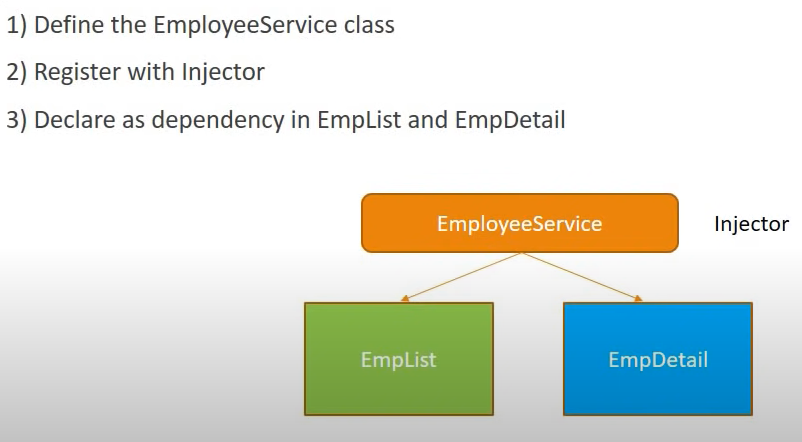 1) Define the EmployeeService class
2) Register with Injector
3) Declare as dependency in EmpList and EmpDetail
EmployeeService
Injector
EmpList
EmpDetail